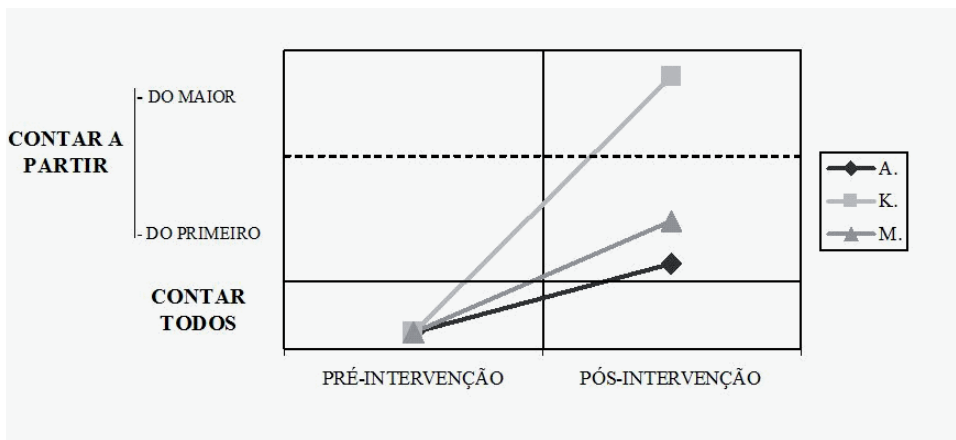 - DO MAIOR
CONTAR A
PARTIR
- DO PRIMEIRO
CONTAR
TODOS
A.
K.
M.
PRÉ-INTERVENÇÃO
PÓS-INTERVENÇÃO